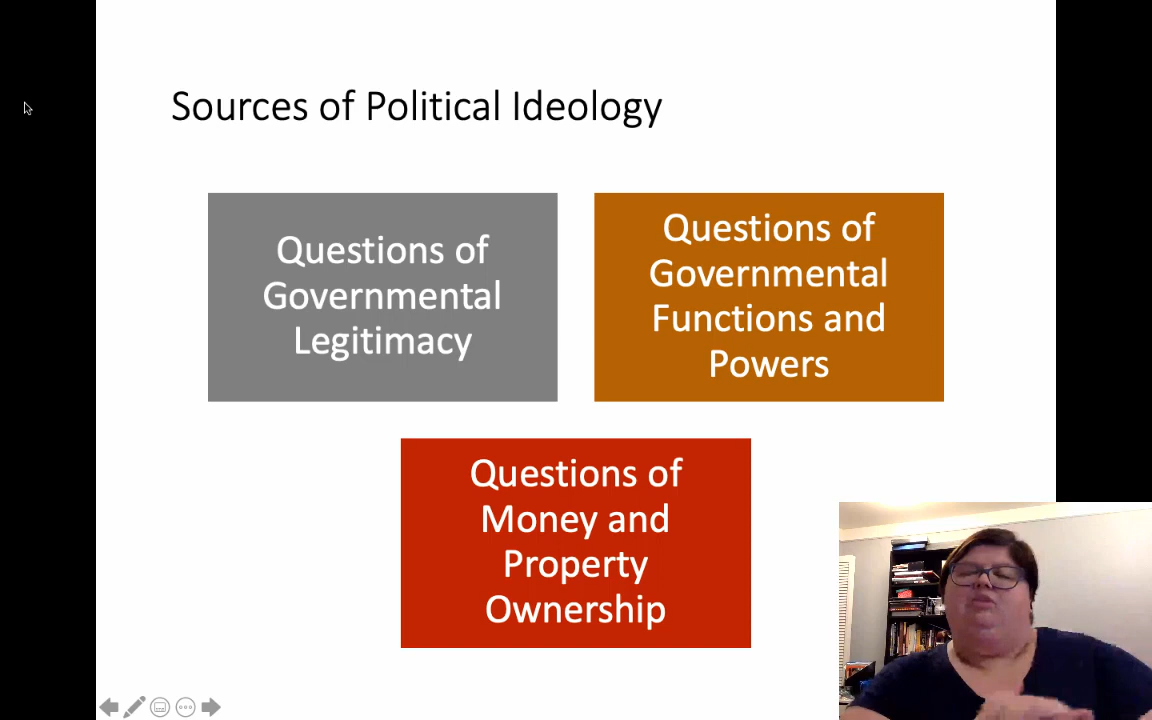 Sources of Political Ideology
Questions of
Governmental
Legitimacy
Questions of
Governmental
Functions and
Powers
Questions of
Money and
Property
Ownership